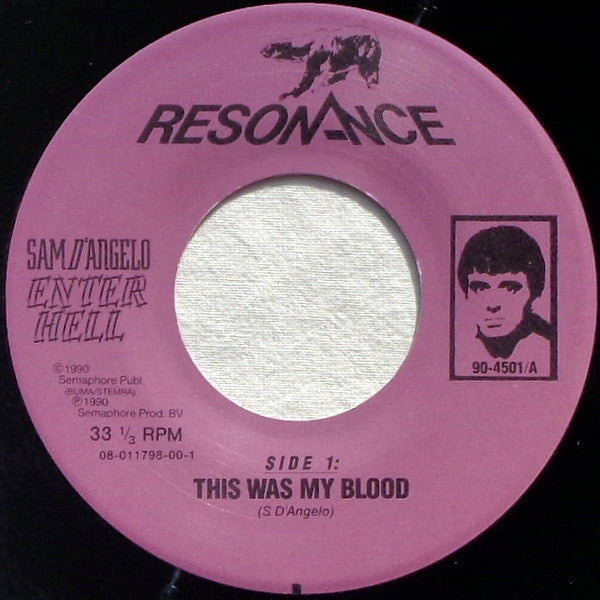 RESONANCE
SAM D'ANGELO
ENTER
HELL
©1990
Semaphore Publ.
(BUMA/STEMRA)
℗1990
Semaphore Prod. BV
33 ⅓ RPM
08-011798-00-1
90-4501/A
SIDE 1:
THIS WAS MY BLOOD
(S.D'Angelo)